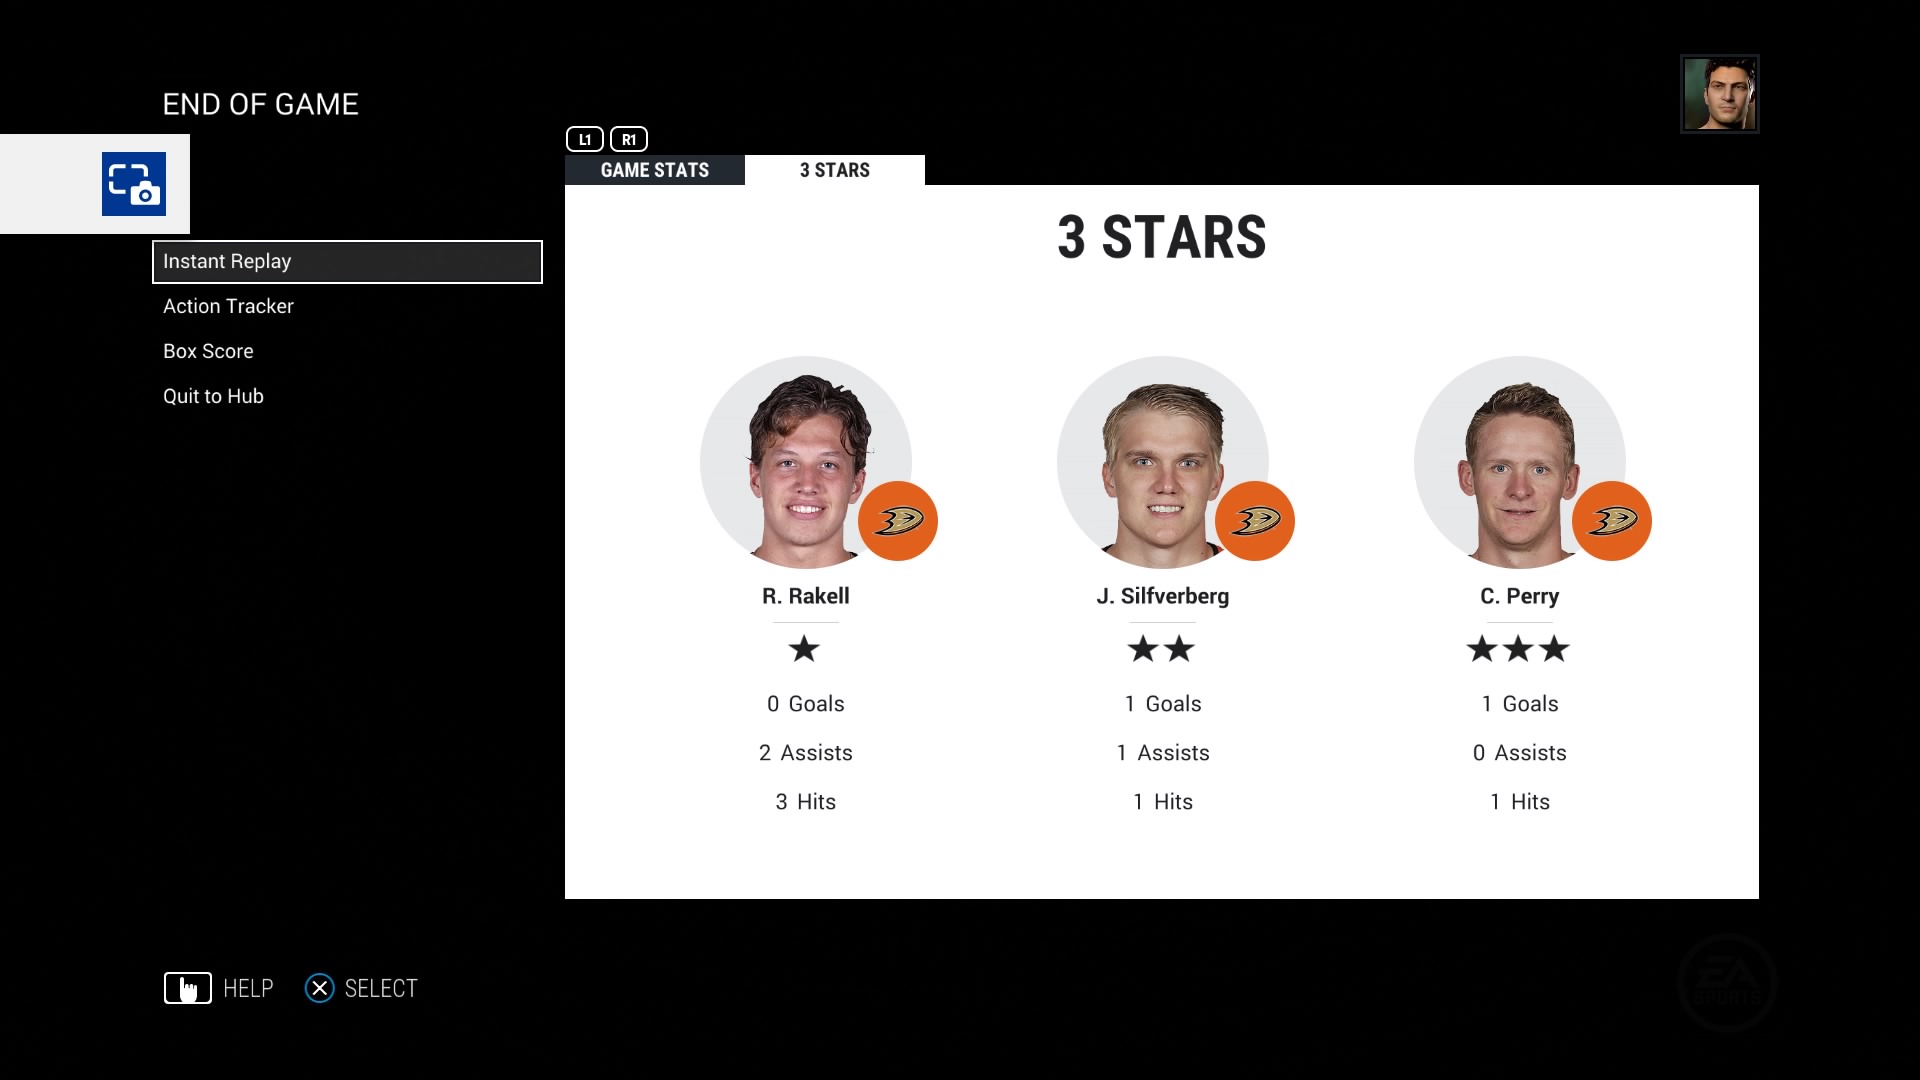 END OF GAME
L1 R1
GAME STATS 3 STARS
3 STARS
Instant Replay
Action Tracker
Box Score
Quit to Hub
R. Rakell J. Silfverberg C. Perry
0 Goals 1 Goals 1 Goals
2 Assists 1 Assists 0 Assists
3 Hits 1 Hits 1 Hits
HELP SELECT
EA
SPORTS